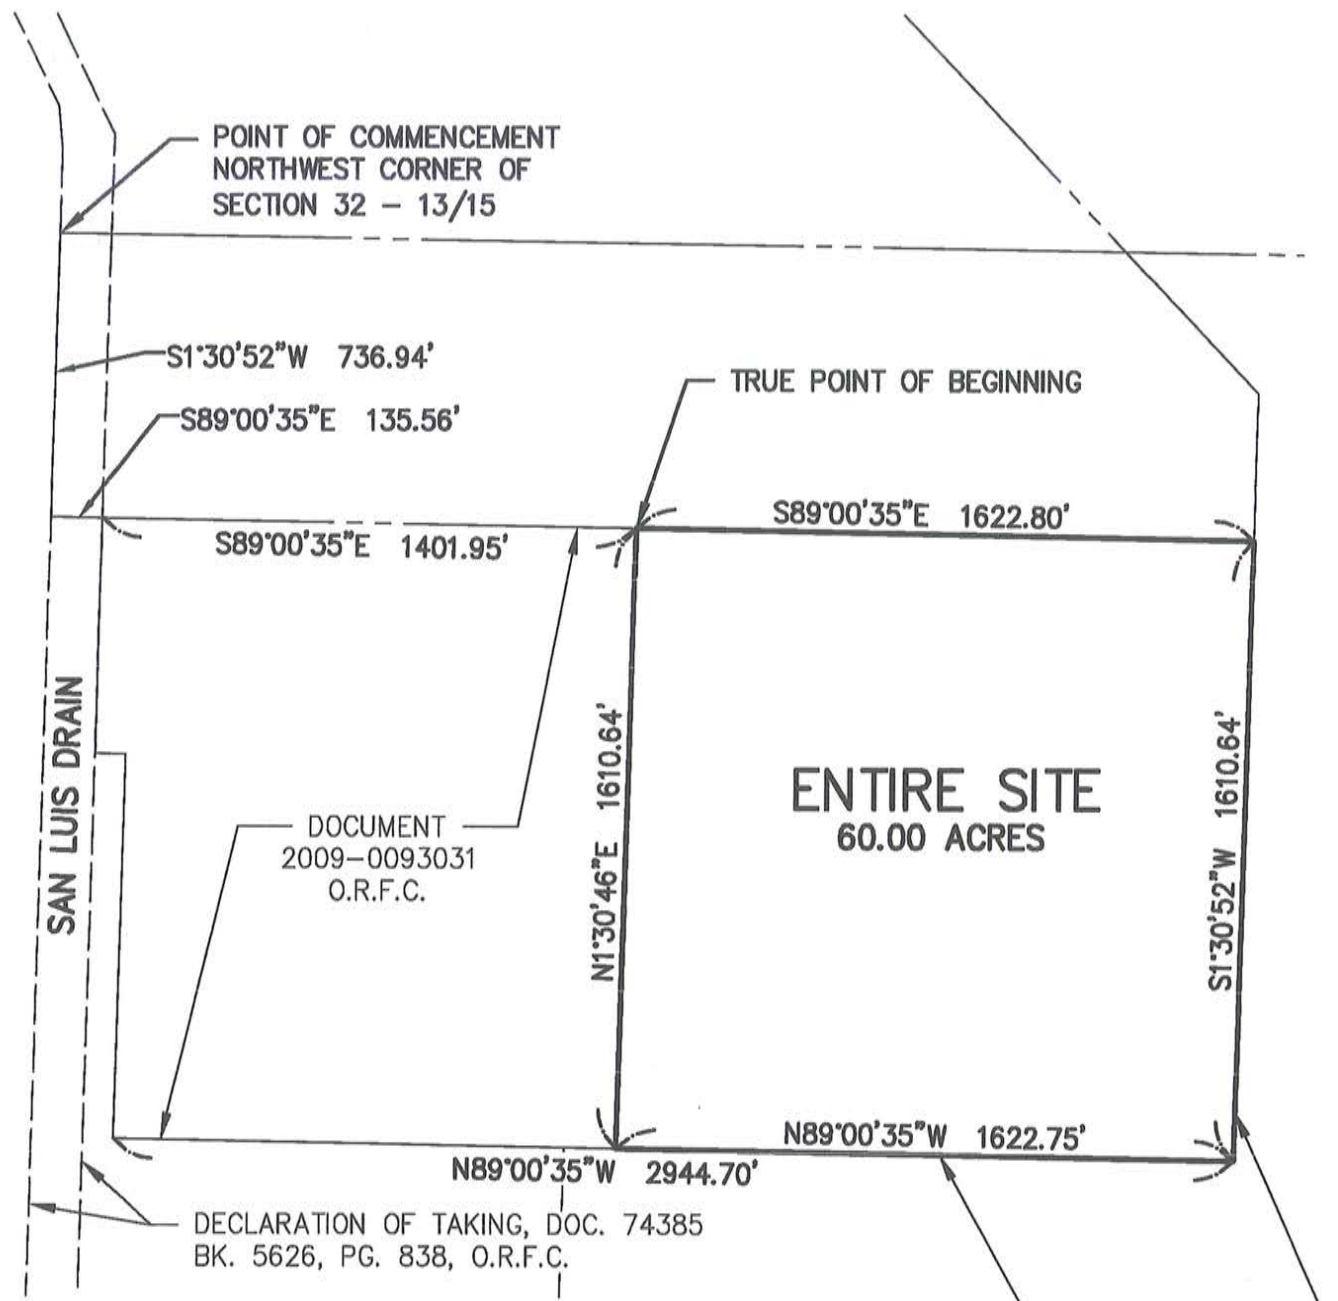 POINT OF COMMENCEMENT
NORTHWEST CORNER OF
SECTION 32 - 13/15
S1°30'52"W 736.94'
TRUE POINT OF BEGINNING
S89°00'35"E 135.56'
S89°00'35"E 1622.80'
S89°00'35"E 1401.95'
SAN LUIS DRAIN
N1°30'46"E 1610.64'
S1°30'52"W 1610.64'
ENTIRE SITE
60.00 ACRES
DOCUMENT
2009-0093031
O.R.F.C.
N89°00'35"W 1622.75'
N89°00'35"W 2944.70'
DECLARATION OF TAKING, DOC. 74385
BK. 5626, PG. 838, O.R.F.C.